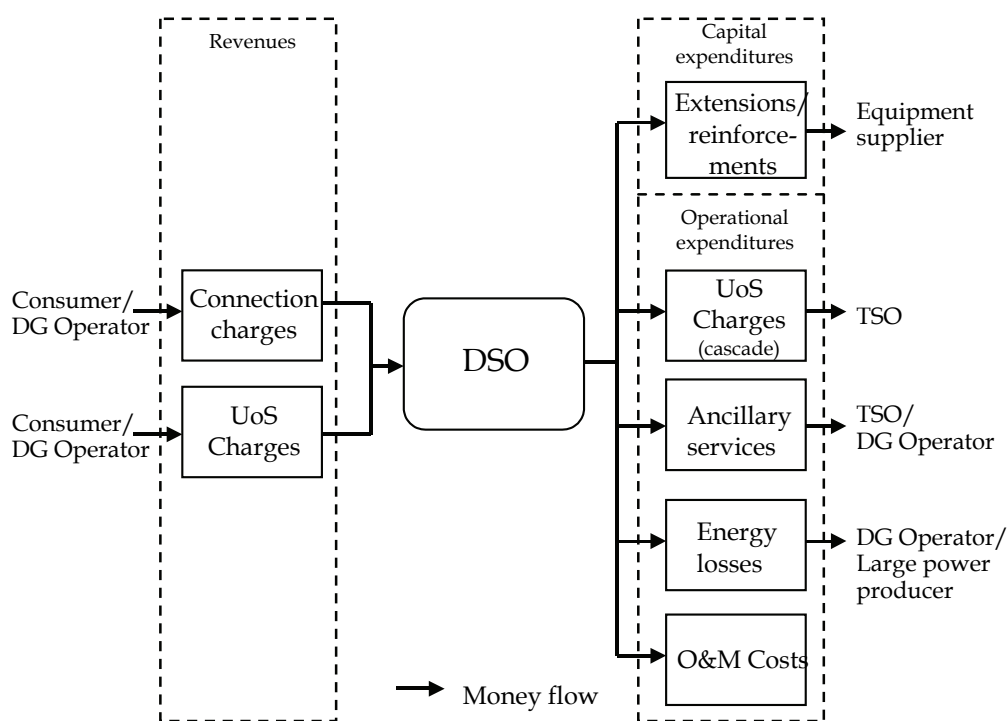 Revenues
Consumer/
DG Operator
Connection
charges
Consumer/
DG Operator
UoS
Charges
DSO
Capital
expenditures
Extensions/
reinforce-
ments
Equipment
supplier
Operational
expenditures
UoS
Charges
(cascade)
TSO
Ancillary
services
TSO/
DG Operator
Energy
losses
DG Operator/
Large power
producer
O&M Costs
Money flow